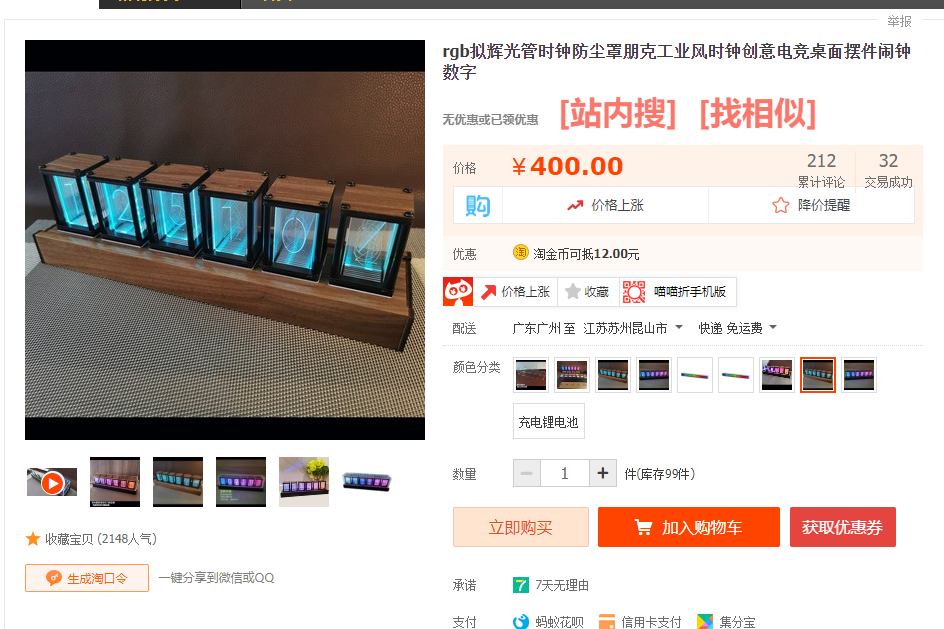 举报
rgb拟辉光管时钟防尘罩朋克工业风时钟创意电竞桌面摆件闹钟
数字
无优惠或已领优惠 [站内搜] [找相似]
价格 ¥400.00 212 32
累计评论 交易成功
购 价格上涨 降价提醒
优惠 淘 淘金币可抵12.00元
价格上涨 收藏 喵喵折手机版
配送 广东广州 至 江苏苏州昆山市 快递 免运费
颜色分类
充电锂电池
数量 − 1 + 件(库存99件)
立即购买 加入购物车 获取优惠券
收藏宝贝 (2148人气)
生成淘口令 一键分享到微信或QQ
承诺 7 7天无理由
支付 蚂蚁花呗 信用卡支付 集分宝